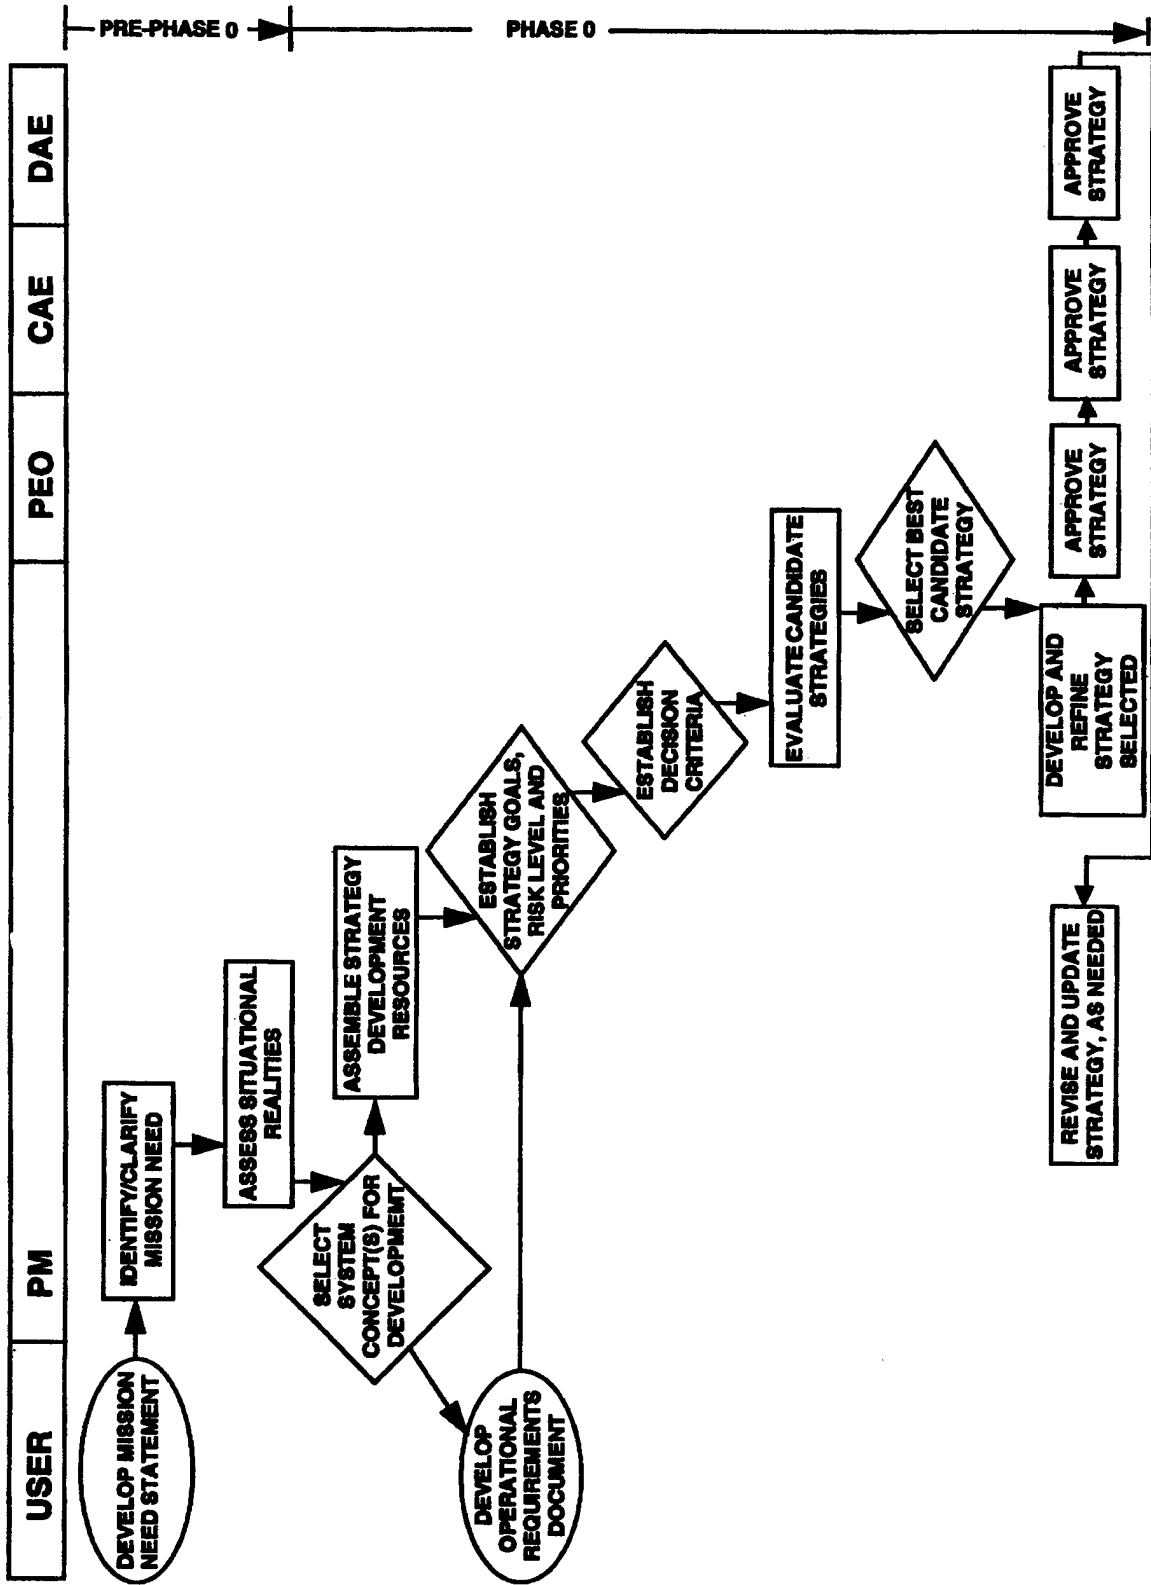 USER
PM
PEO
CAE
DAE
PRE-PHASE 0
PHASE 0
DEVELOP MISSION
NEED STATEMENT
IDENTIFY/CLARIFY
MISSION NEED
ASSESS SITUATIONAL
REALITIES
SELECT
SYSTEM
CONCEPT(S) FOR
DEVELOPMEMT
ASSEMBLE STRATEGY
DEVELOPMENT
RESOURCES
DEVELOP
OPERATIONAL
REQUIREMENTS
DOCUMENT
ESTABLISH
STRATEGY GOALS,
RISK LEVEL AND
PRIORITIES
ESTABLISH
DECISION
CRITERIA
EVALUATE CANDIDATE
STRATEGIES
SELECT BEST
CANDIDATE
STRATEGY
DEVELOP AND
REFINE
STRATEGY
SELECTED
APPROVE
STRATEGY
APPROVE
STRATEGY
APPROVE
STRATEGY
REVISE AND UPDATE
STRATEGY, AS NEEDED